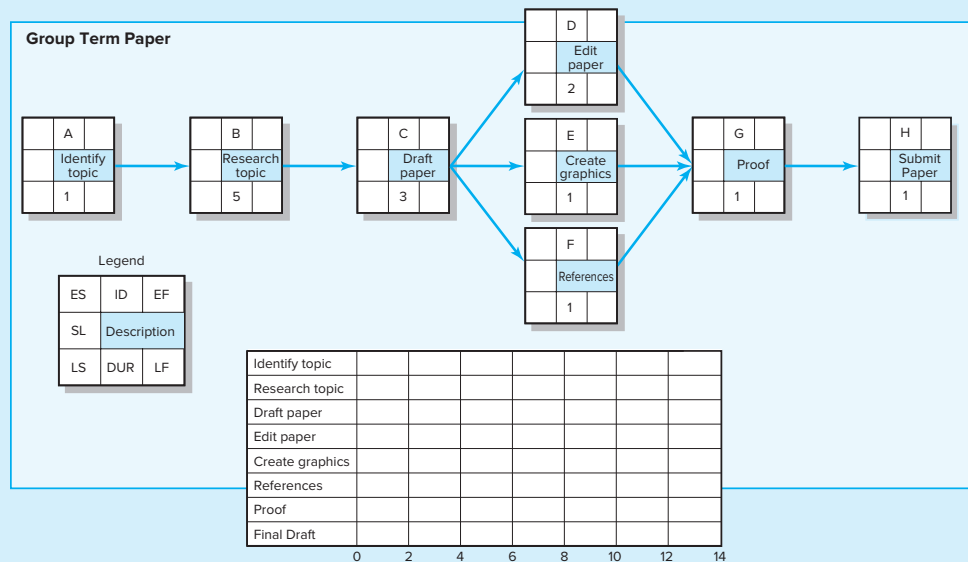 Group Term Paper
A
Identify
topic
1
B
Research
topic
5
C
Draft
paper
3
D
Edit
paper
2
E
Create
graphics
1
F
References
1
G
Proof
1
H
Submit
Paper
1
Legend
ES ID EF
SL Description
LS DUR LF
Identify topic
Research topic
Draft paper
Edit paper
Create graphics
References
Proof
Final Draft
0 2 4 6 8 10 12 14